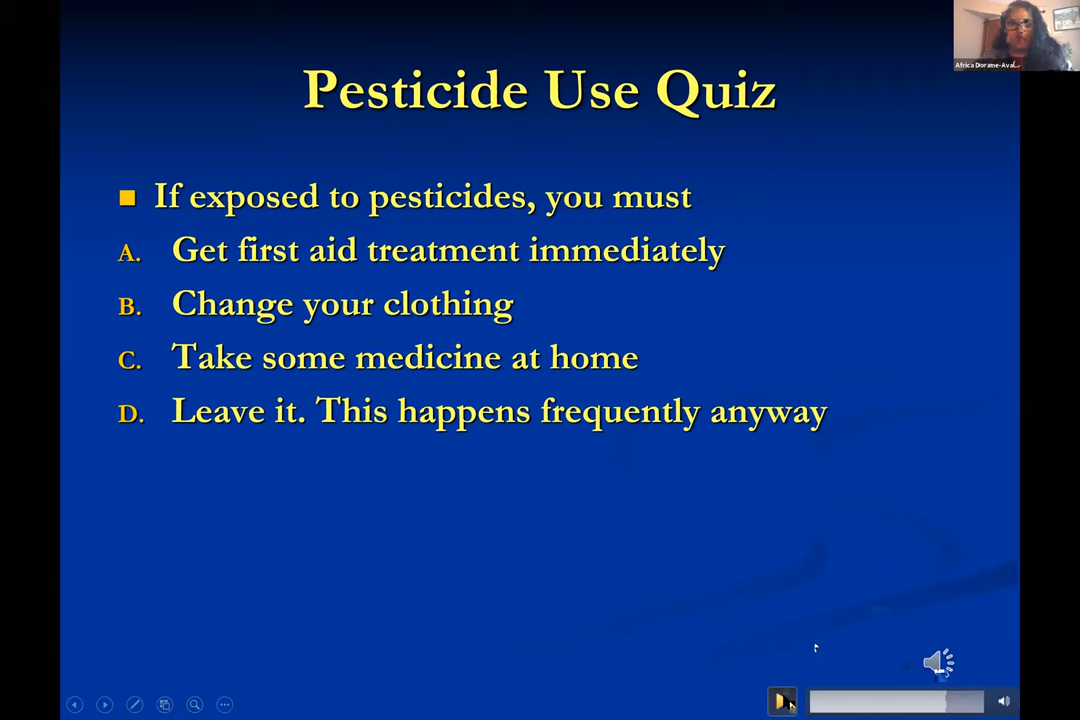 Africa Dorame-Aval...
Pesticide Use Quiz
If exposed to pesticides, you must
A. Get first aid treatment immediately
B. Change your clothing
C. Take some medicine at home
D. Leave it. This happens frequently anyway